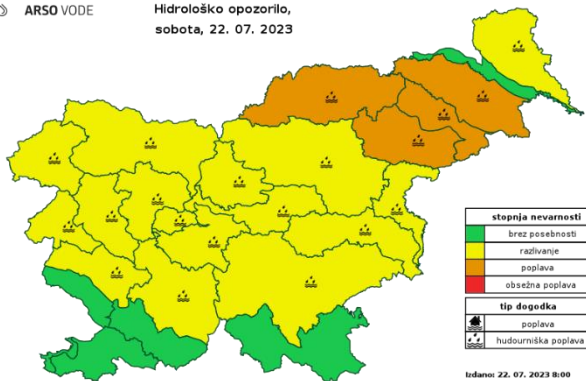 ARSO VODE
Hidrološko opozorilo,
sobota, 22. 07. 2023
stopnja nevarnosti
brez posebnosti
razlivanje
poplava
obsežna poplava
tip dogodka
poplava
hudourniška poplava
Izdano: 22. 07. 2023 8:00